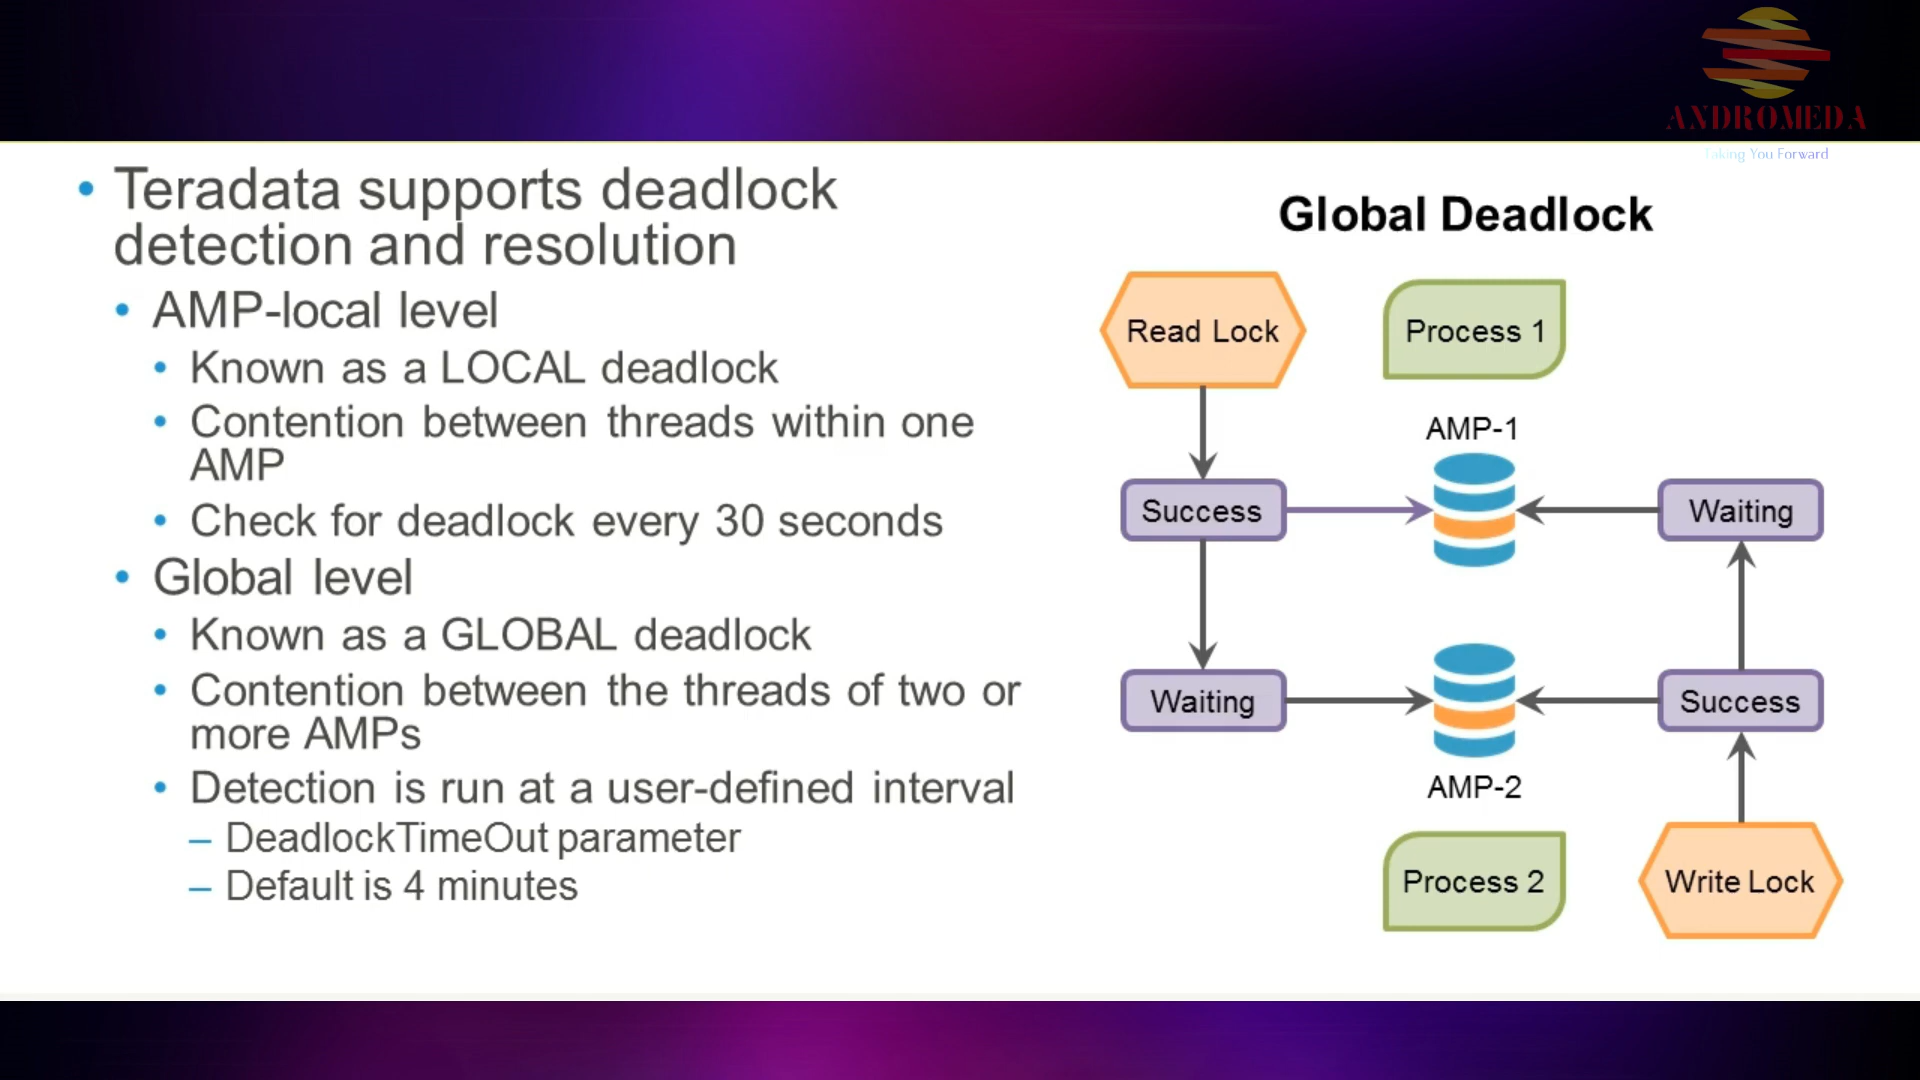 ANDROMEDA
Taking You Forward
• Teradata supports deadlock
detection and resolution
• AMP-local level
• Known as a LOCAL deadlock
• Contention between threads within one
AMP
• Check for deadlock every 30 seconds
• Global level
• Known as a GLOBAL deadlock
• Contention between the threads of two or
more AMPs
• Detection is run at a user-defined interval
– DeadlockTimeOut parameter
– Default is 4 minutes
Global Deadlock
Read Lock
Process 1
AMP-1
Success
Waiting
Waiting
Success
AMP-2
Process 2
Write Lock